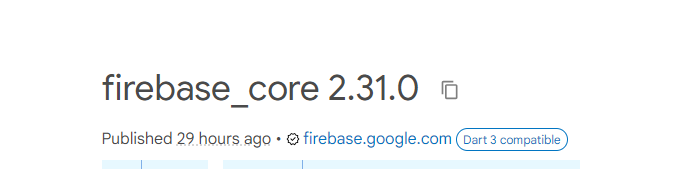 firebase_core 2.31.0
Published 29 hours ago • firebase.google.com Dart 3 compatible